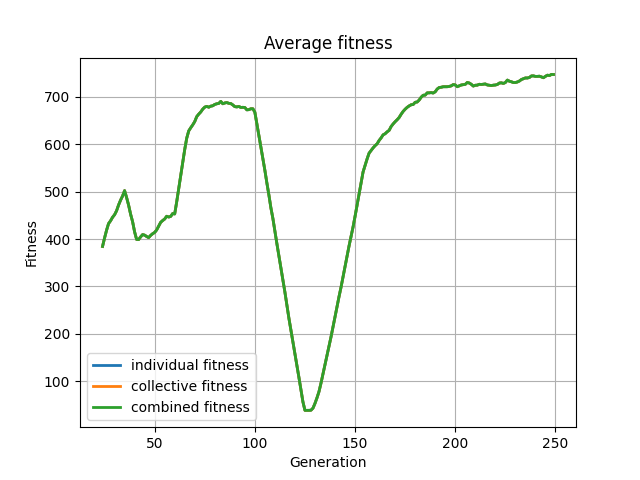 Average fitness
Fitness
700
600
500
400
300
200
100
individual fitness
collective fitness
combined fitness
50 100 150 200 250
Generation